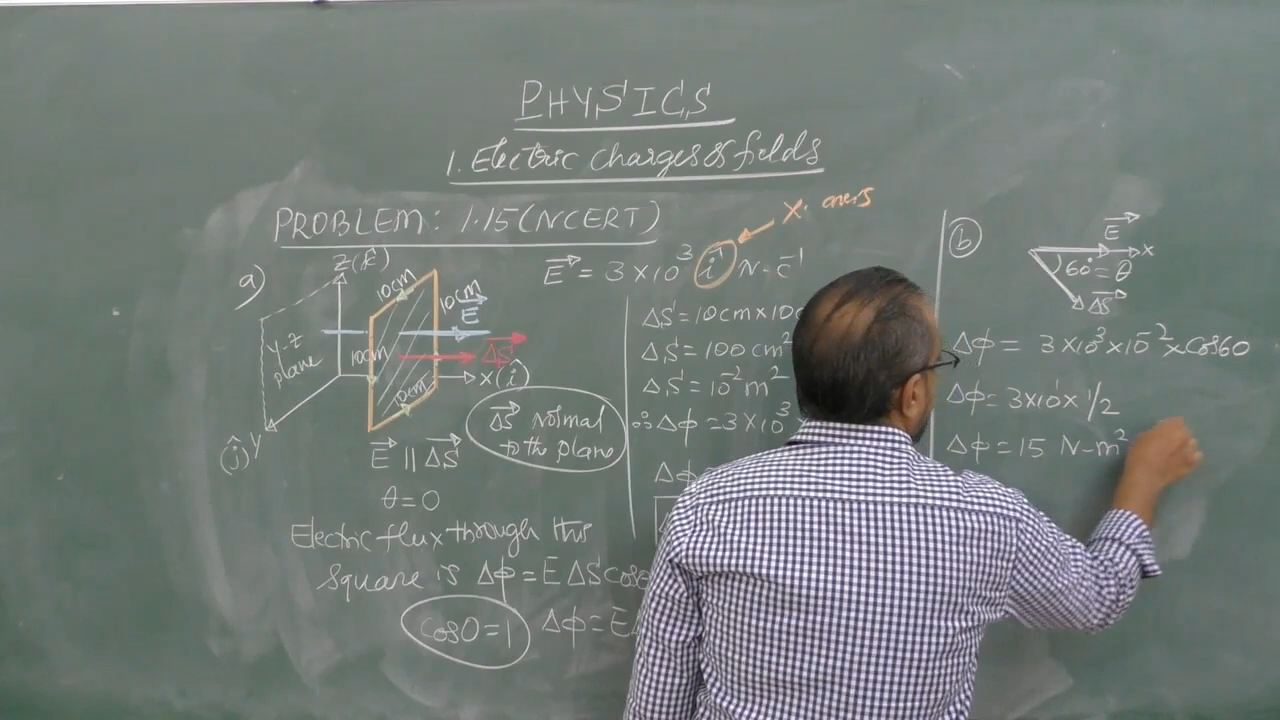 PHYSICS
1. Electric charges & fields
PROBLEM: 1.15 (NCERT)
E = 3×10³ i N-C⁻¹
X-
a)
Z(k̂)
10cm
10cm
E
ΔS
y-z
plane
10cm
10cm
X(î)
(ĵ) Y
E || ΔS
θ=0
ΔS normal
to the plane
Electric flux through this
square is Δφ = E ΔS cosθ
cos0=1
Δφ = E
ΔS = 10cm×10
ΔS = 100 cm²
ΔS = 10⁻² m²
∴ Δφ = 3×10³
Δφ
b
E
X
60°=θ
ΔS
Δφ = 3×10³×10⁻²×cos60
Δφ = 3×10¹×1/2
Δφ = 15 N-m²